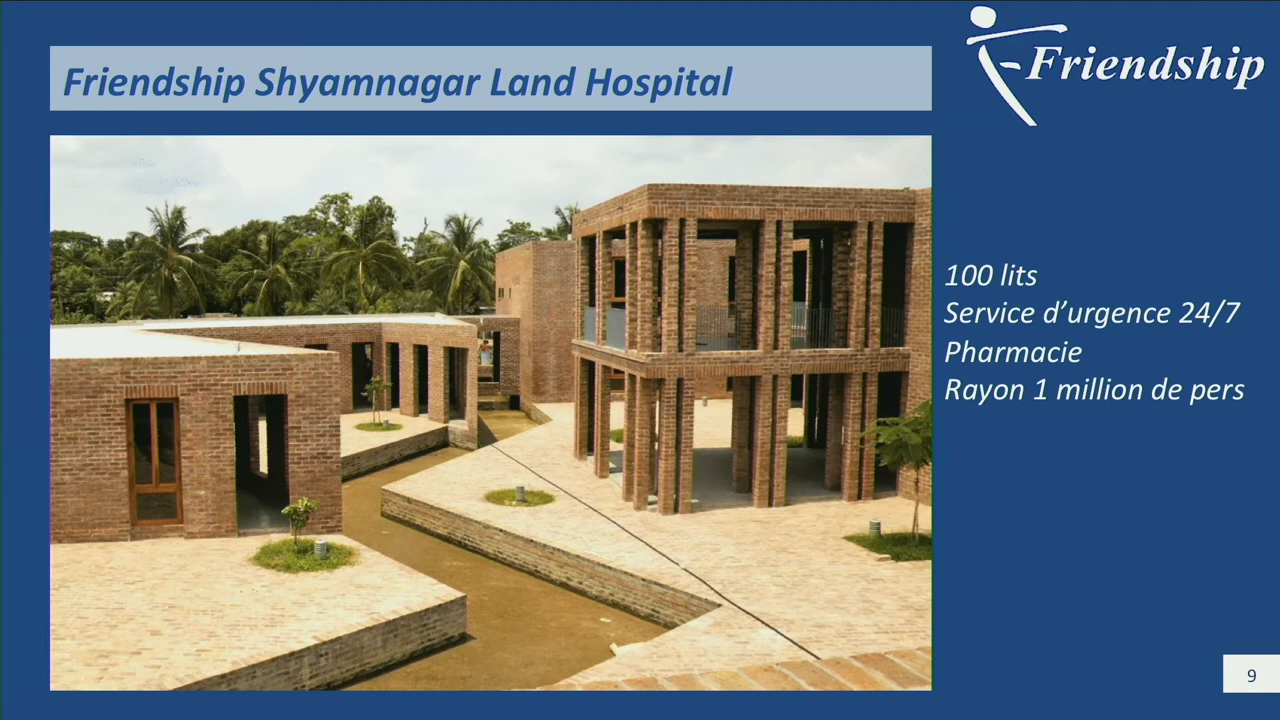 Friendship Shyamnagar Land Hospital
Friendship
100 lits
Service d’urgence 24/7
Pharmacie
Rayon 1 million de pers
9